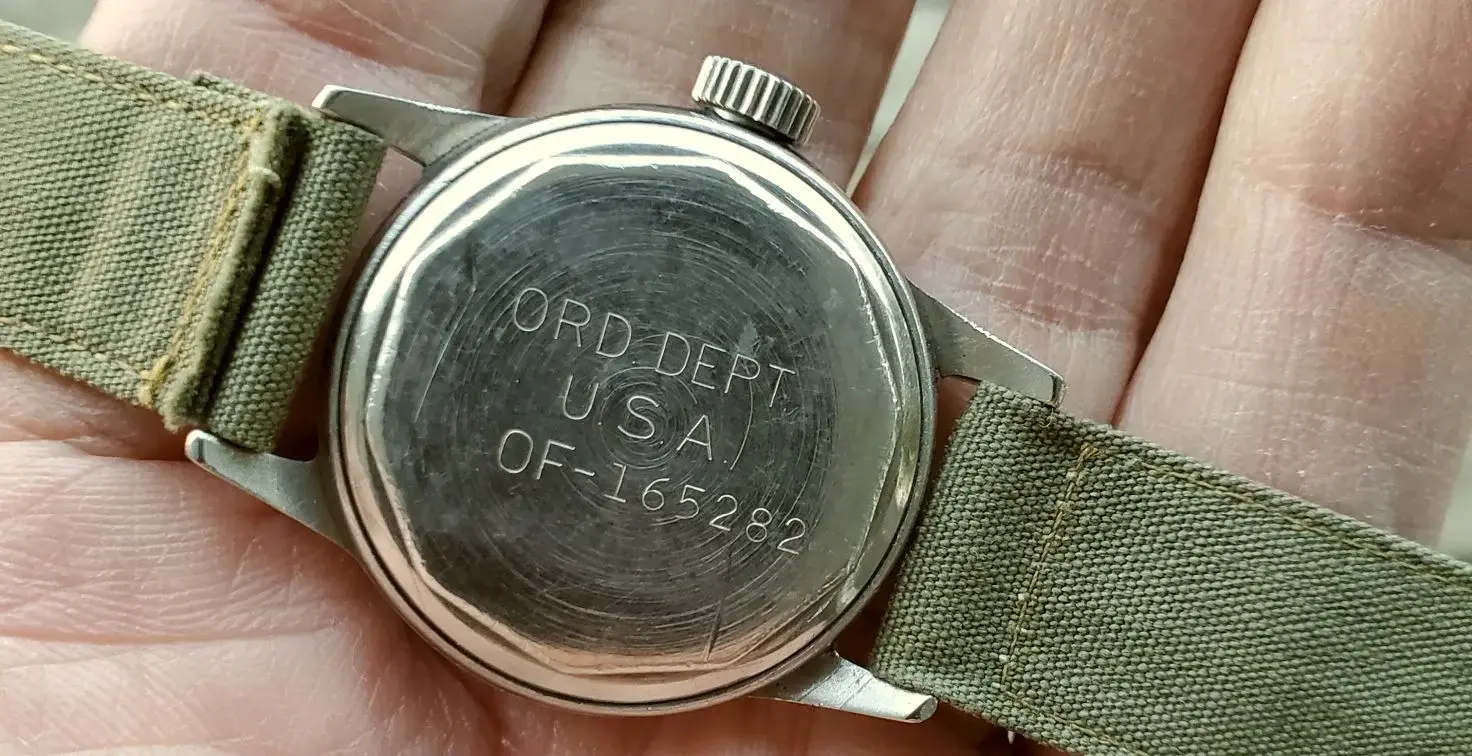 ORD. DEPT
U.S.A.
OF-165282